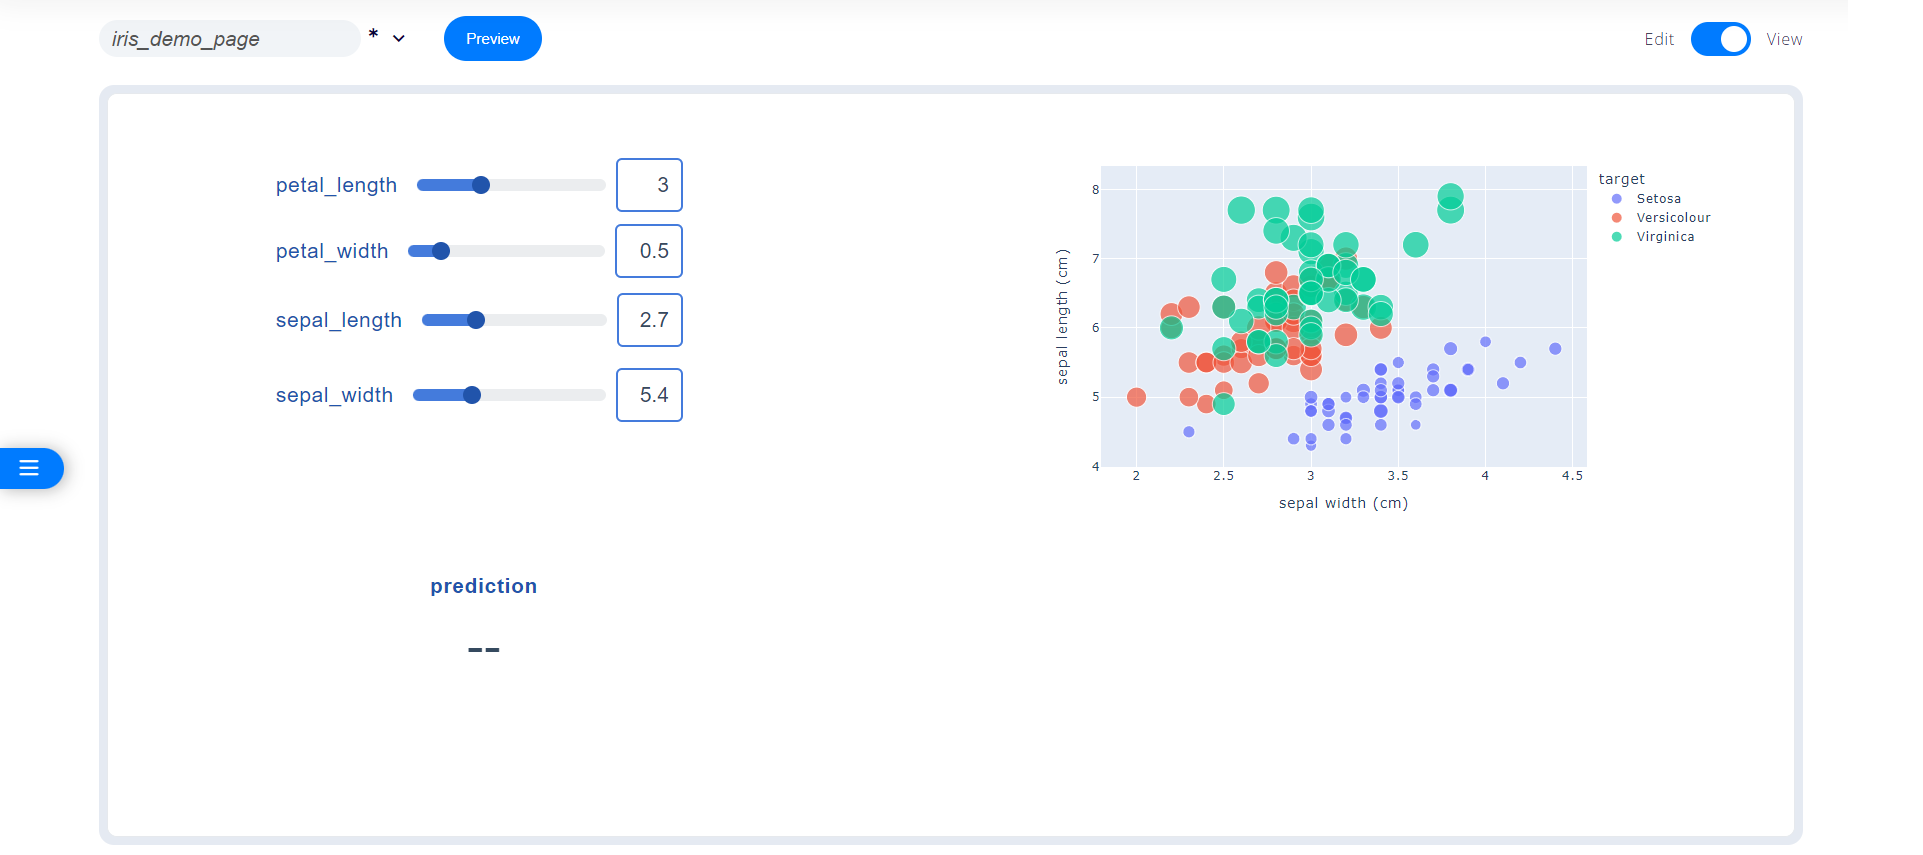 iris_demo_page * Preview Edit View
petal_length 3
petal_width 0.5
sepal_length 2.7
sepal_width 5.4
prediction
--
8
7
6
5
4
sepal length (cm)
2 2.5 3 3.5 4 4.5
sepal width (cm)
target
Setosa
Versicolour
Virginica